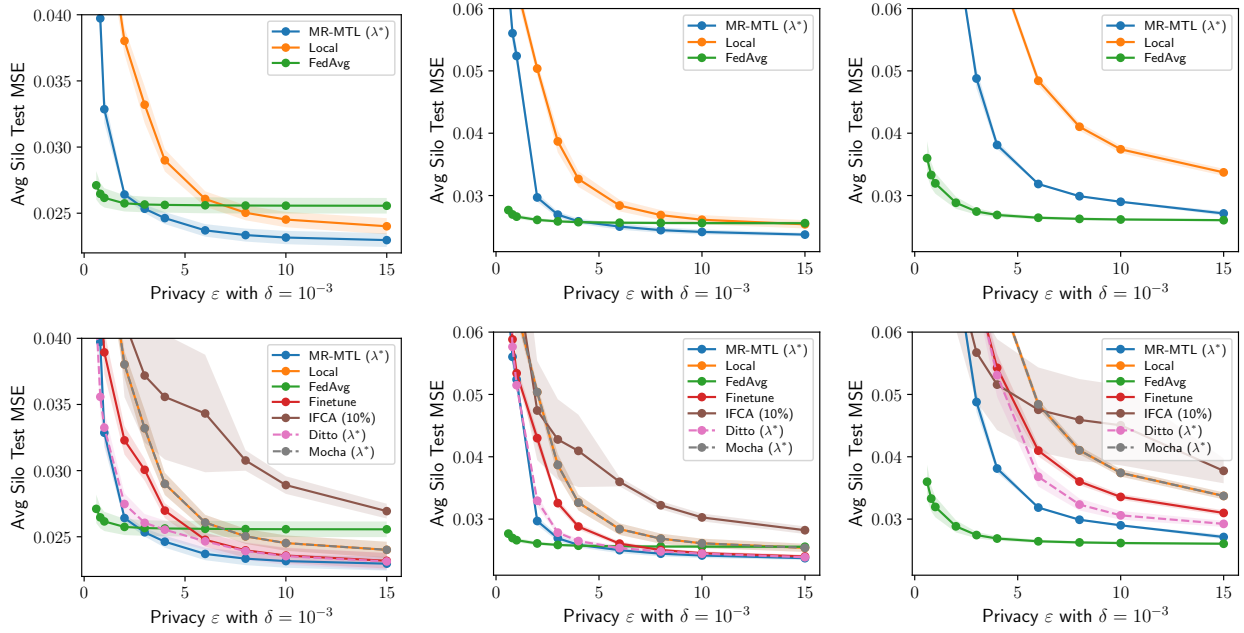 0.040
0.035
0.030
0.025
Avg Silo Test MSE
MR-MTL (λ*)
Local
FedAvg
0
5
10
15
Privacy ε with δ = 10⁻³
0.06
0.05
0.04
0.03
Avg Silo Test MSE
MR-MTL (λ*)
Local
FedAvg
0
5
10
15
Privacy ε with δ = 10⁻³
0.06
0.05
0.04
0.03
Avg Silo Test MSE
MR-MTL (λ*)
Local
FedAvg
0
5
10
15
Privacy ε with δ = 10⁻³
0.040
0.035
0.030
0.025
Avg Silo Test MSE
MR-MTL (λ*)
Local
FedAvg
Finetune
IFCA (10%)
Ditto (λ*)
Mocha (λ*)
0
5
10
15
Privacy ε with δ = 10⁻³
0.06
0.05
0.04
0.03
Avg Silo Test MSE
MR-MTL (λ*)
Local
FedAvg
Finetune
IFCA (10%)
Ditto (λ*)
Mocha (λ*)
0
5
10
15
Privacy ε with δ = 10⁻³
0.06
0.05
0.04
0.03
Avg Silo Test MSE
MR-MTL (λ*)
Local
FedAvg
Finetune
IFCA (10%)
Ditto (λ*)
Mocha (λ*)
0
5
10
15
Privacy ε with δ = 10⁻³